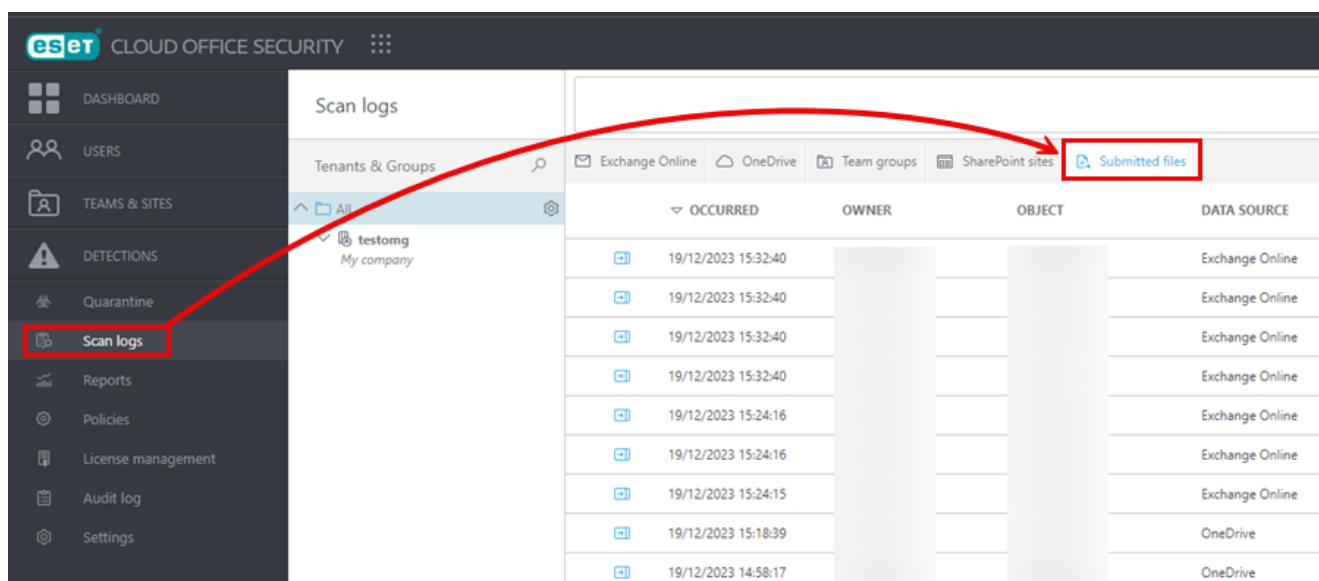 eset CLOUD OFFICE SECURITY
DASHBOARD
USERS
TEAMS & SITES
DETECTIONS
Quarantine
Scan logs
Reports
Policies
License management
Audit log
Settings
Scan logs
Tenants & Groups
All
testomg
My company
Exchange Online OneDrive Team groups SharePoint sites Submitted files
OCCURRED OWNER OBJECT DATA SOURCE
19/12/2023 15:32:40 Exchange Online
19/12/2023 15:32:40 Exchange Online
19/12/2023 15:32:40 Exchange Online
19/12/2023 15:32:40 Exchange Online
19/12/2023 15:24:16 Exchange Online
19/12/2023 15:24:16 Exchange Online
19/12/2023 15:24:15 Exchange Online
19/12/2023 15:18:39 OneDrive
19/12/2023 14:58:17 OneDrive